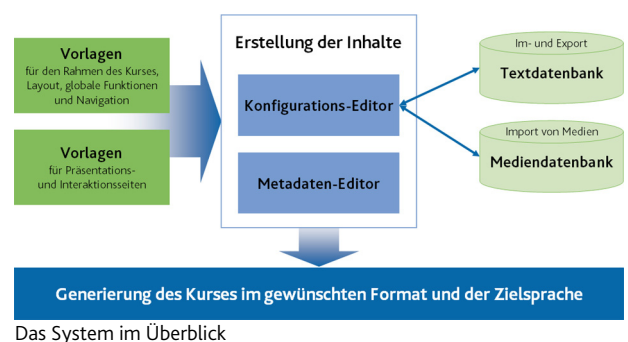 Vorlagen
für den Rahmen des Kurses,
Layout, globale Funktionen
und Navigation
Vorlagen
für Präsentations-
und Interaktionsseiten
Erstellung der Inhalte
Konfigurations-Editor
Metadaten-Editor
Im- und Export
Textdatenbank
Import von Medien
Mediendatenbank
Generierung des Kurses im gewünschten Format und der Zielsprache
Das System im Überblick